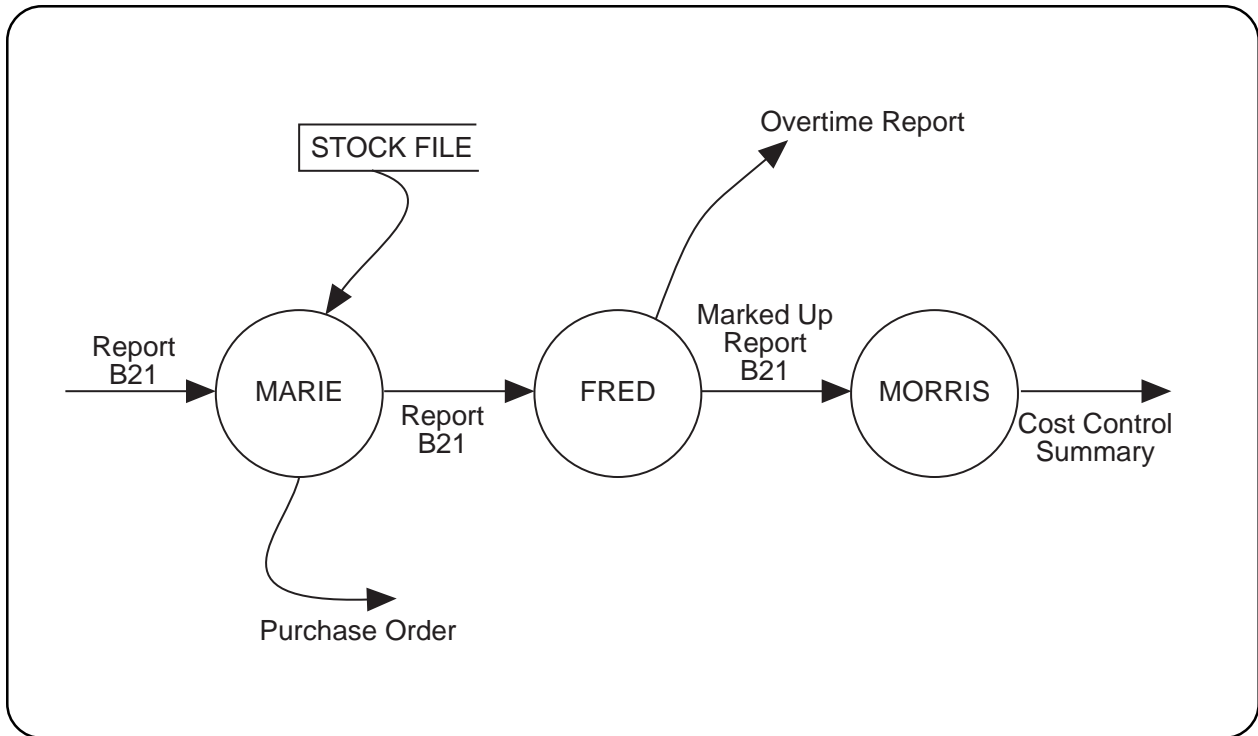 Overtime Report
STOCK FILE
Report
B21
MARIE
Report
B21
FRED
Marked Up
Report
B21
MORRIS
Cost Control
Summary
Purchase Order